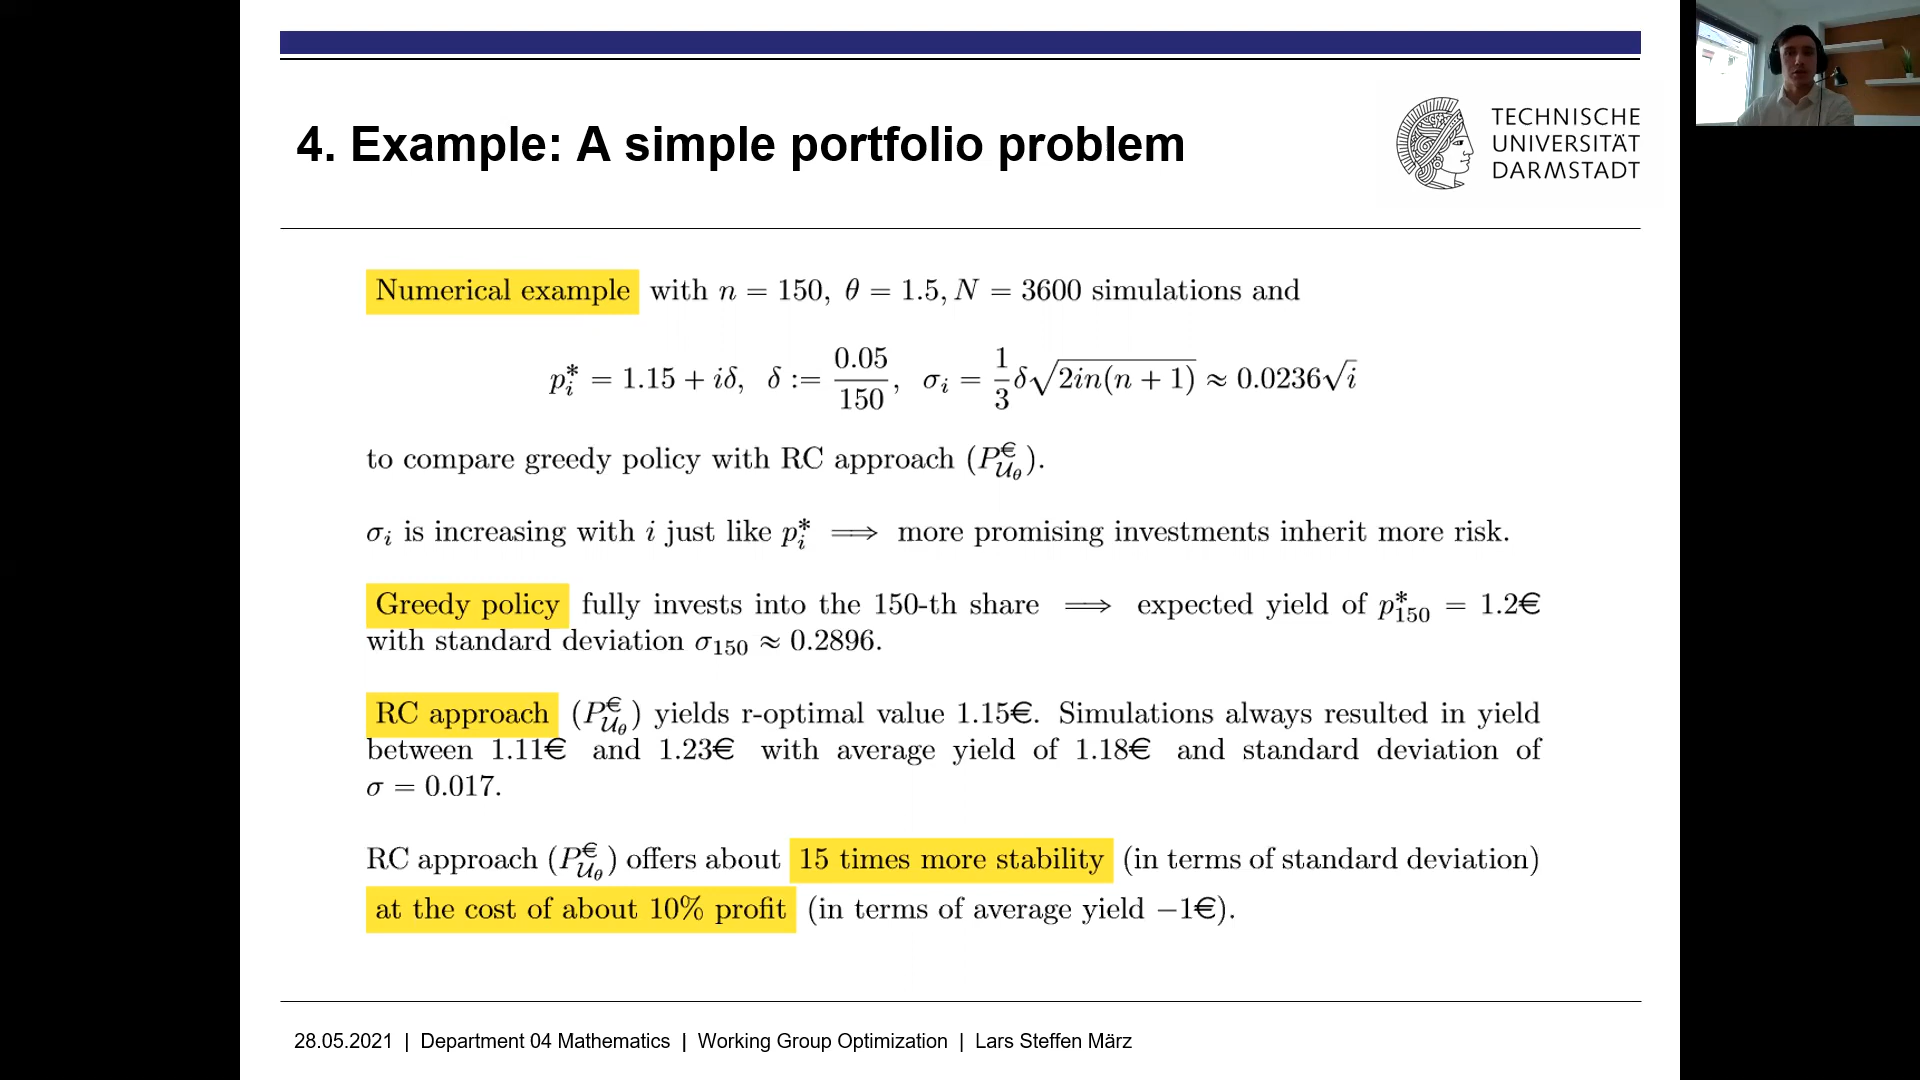 4. Example: A simple portfolio problem
TECHNISCHE
UNIVERSITÄT
DARMSTADT
Numerical example with n = 150, θ = 1.5, N = 3600 simulations and
p_i^* = 1.15 + iδ, δ := 0.05/150, σ_i = 1/3 δ√(2in(n + 1)) ≈ 0.0236√i
to compare greedy policy with RC approach (P^€_{𝒰_θ}).
σ_i is increasing with i just like p_i^* ⟹ more promising investments inherit more risk.
Greedy policy fully invests into the 150-th share ⟹ expected yield of p_{150}^* = 1.2€
with standard deviation σ_{150} ≈ 0.2896.
RC approach (P^€_{𝒰_θ}) yields r-optimal value 1.15€. Simulations always resulted in yield
between 1.11€ and 1.23€ with average yield of 1.18€ and standard deviation of
σ = 0.017.
RC approach (P^€_{𝒰_θ}) offers about 15 times more stability (in terms of standard deviation)
at the cost of about 10% profit (in terms of average yield −1€).
28.05.2021 | Department 04 Mathematics | Working Group Optimization | Lars Steffen März